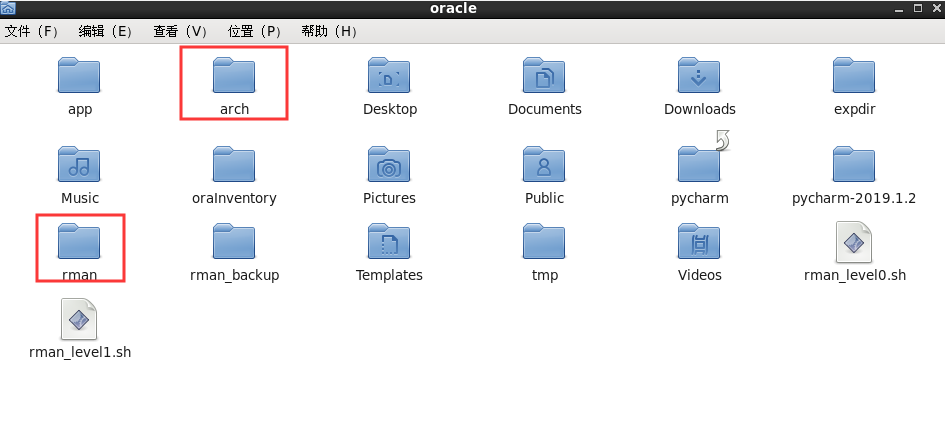 oracle
文件（F） 编辑（E） 查看（V） 位置（P） 帮助（H）
app arch Desktop Documents Downloads expdir
Music oraInventory Pictures Public pycharm pycharm-2019.1.2
rman rman_backup Templates tmp Videos rman_level0.sh
rman_level1.sh